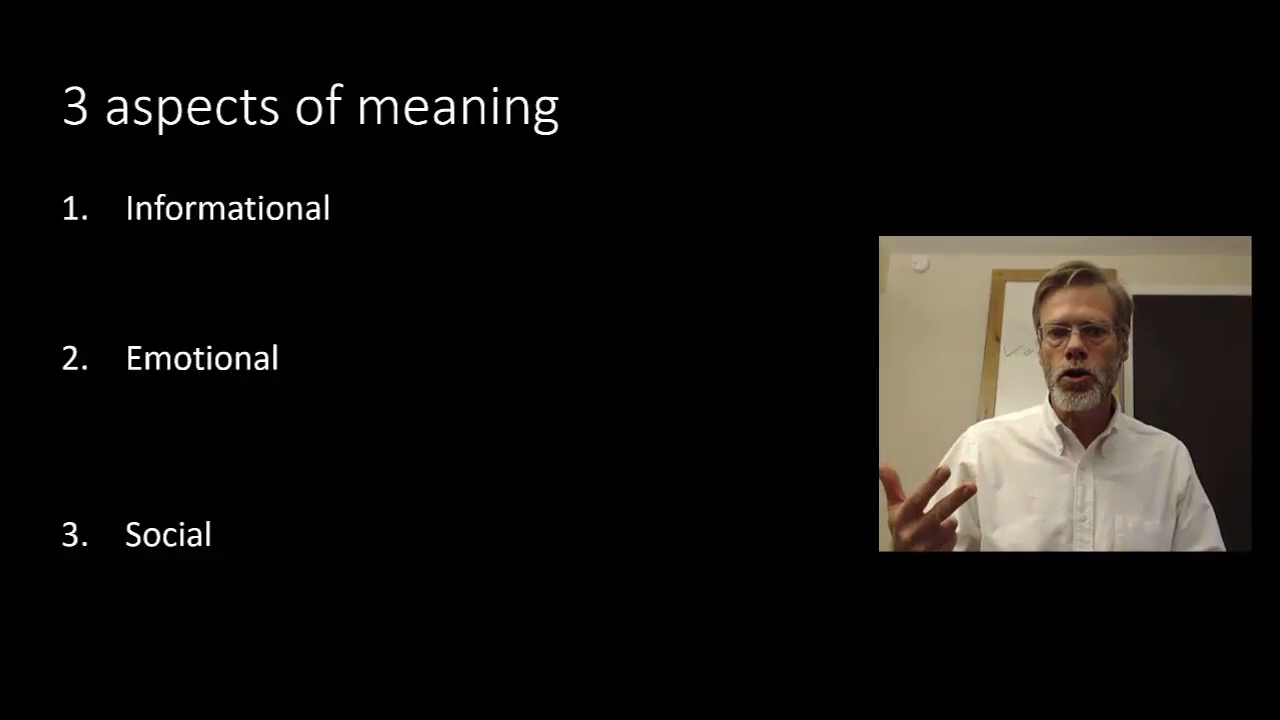 3 aspects of meaning
1. Informational
2. Emotional
3. Social